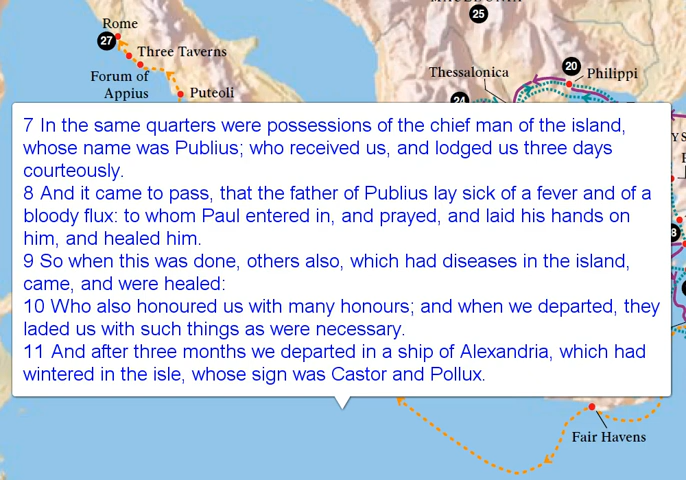 MACEDONIA
25
Rome
27
Three Taverns
Forum of
Appius
Puteoli
Thessalonica
20
Philippi
24
7 In the same quarters were possessions of the chief man of the island,
whose name was Publius; who received us, and lodged us three days
courteously.
8 And it came to pass, that the father of Publius lay sick of a fever and of a
bloody flux: to whom Paul entered in, and prayed, and laid his hands on
him, and healed him.
9 So when this was done, others also, which had diseases in the island,
came, and were healed:
10 Who also honoured us with many honours; and when we departed, they
laded us with such things as were necessary.
11 And after three months we departed in a ship of Alexandria, which had
wintered in the isle, whose sign was Castor and Pollux.
Fair Havens